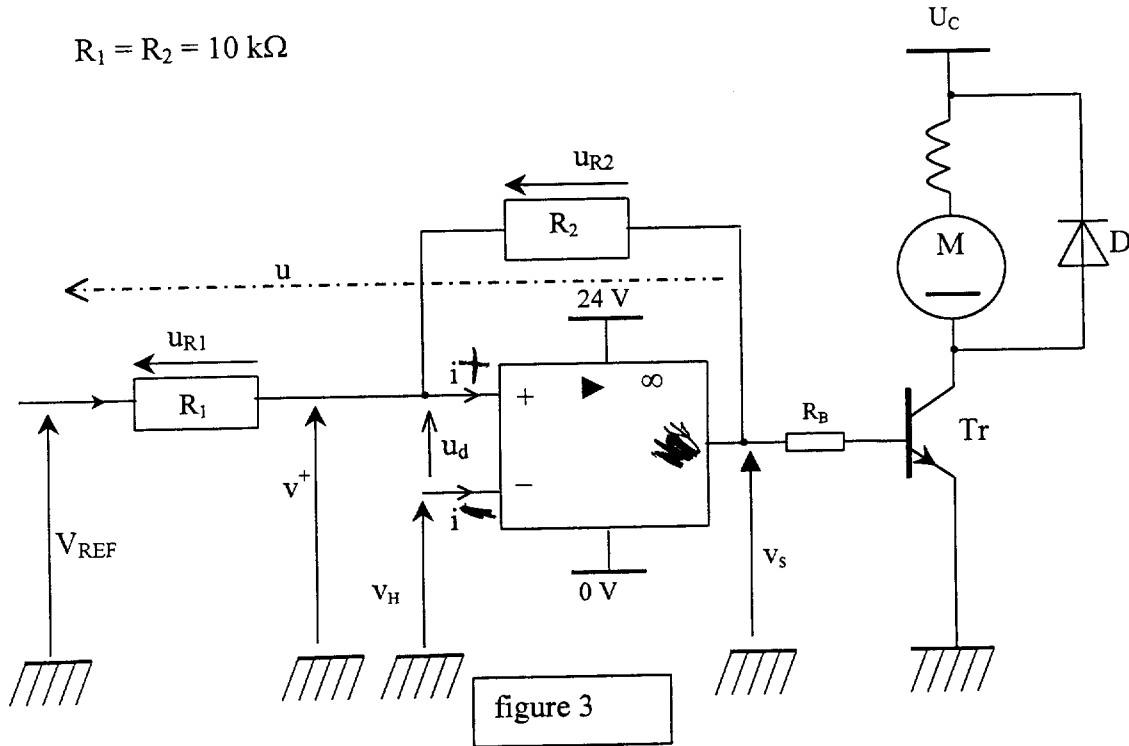 U_C
R₁ = R₂ = 10 kΩ
u_R2
R₂
M
D
u
24 V
u_R1
R₁
i⁺
+
∞
R_B
Tr
u_d
v⁺
−
i⁻
V_REF
v_H
v_s
0 V
figure 3